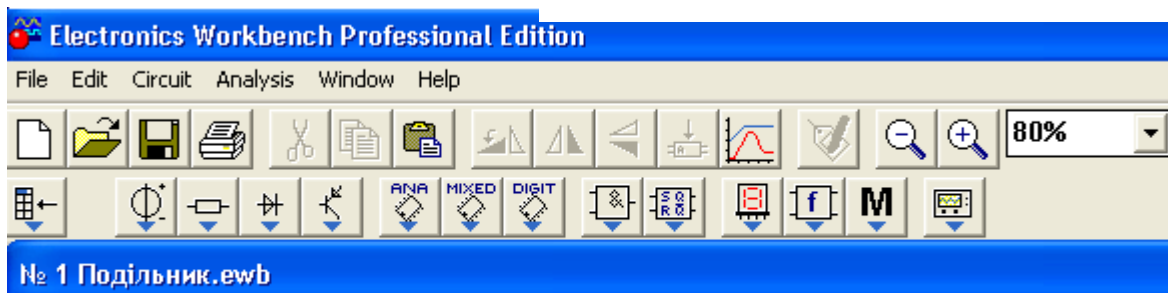 Electronics Workbench Professional Edition
File Edit Circuit Analysis Window Help
80%
ANA MIXED DIGIT & S Q R Q f M
№ 1 Подільник.ewb